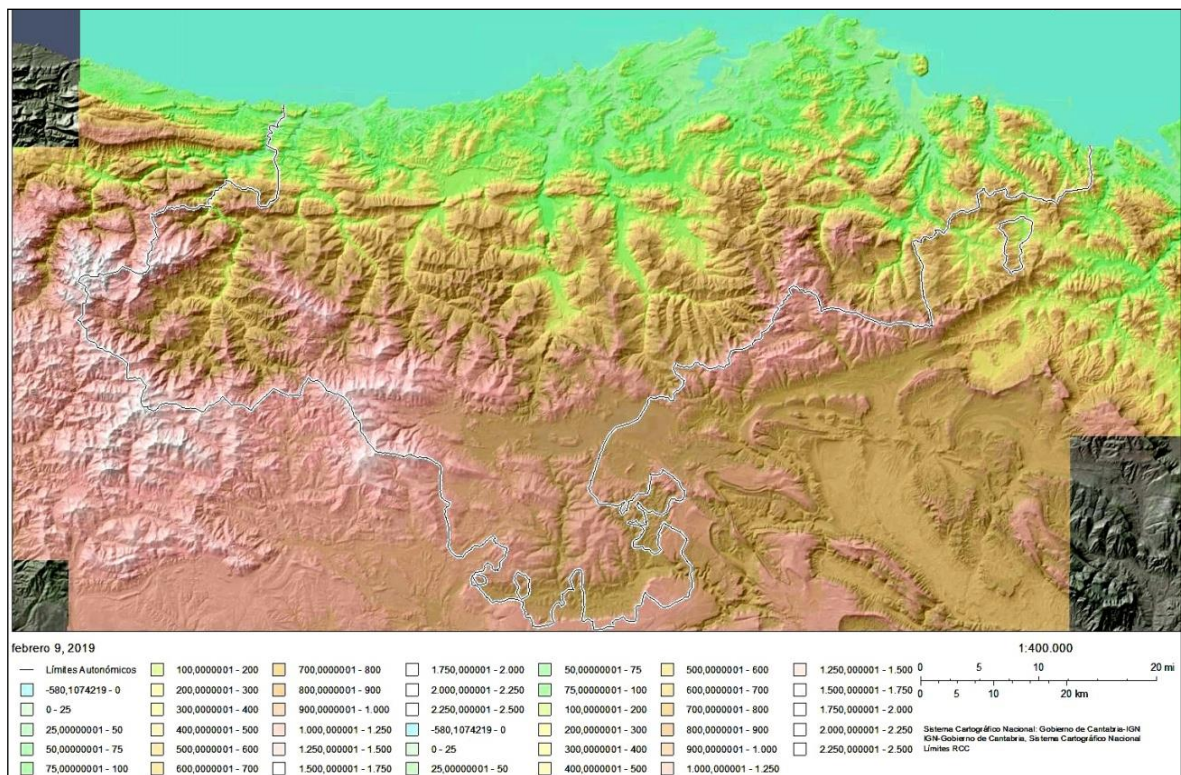 febrero 9, 2019
1:400.000
Límites Autonómicos
-580,1074219 - 0
0 - 25
25,00000001 - 50
50,00000001 - 75
75,00000001 - 100
100,0000001 - 200
200,0000001 - 300
300,0000001 - 400
400,0000001 - 500
500,0000001 - 600
600,0000001 - 700
700,0000001 - 800
800,0000001 - 900
900,0000001 - 1.000
1.000,000001 - 1.250
1.250,000001 - 1.500
1.500,000001 - 1.750
1.750,000001 - 2.000
2.000,000001 - 2.250
2.250,000001 - 2.500
-580,1074219 - 0
0 - 25
25,00000001 - 50
50,00000001 - 75
75,00000001 - 100
100,0000001 - 200
200,0000001 - 300
300,0000001 - 400
400,0000001 - 500
500,0000001 - 600
600,0000001 - 700
700,0000001 - 800
800,0000001 - 900
900,0000001 - 1.000
1.000,000001 - 1.250
1.250,000001 - 1.500
1.500,000001 - 1.750
1.750,000001 - 2.000
2.000,000001 - 2.250
2.250,000001 - 2.500
0 5 10 20 mi
0 5 10 20 km
Sistema Cartográfico Nacional: Gobierno de Cantabria-IGN
IGN-Gobierno de Cantabria, Sistema Cartográfico Nacional
Límites RCC